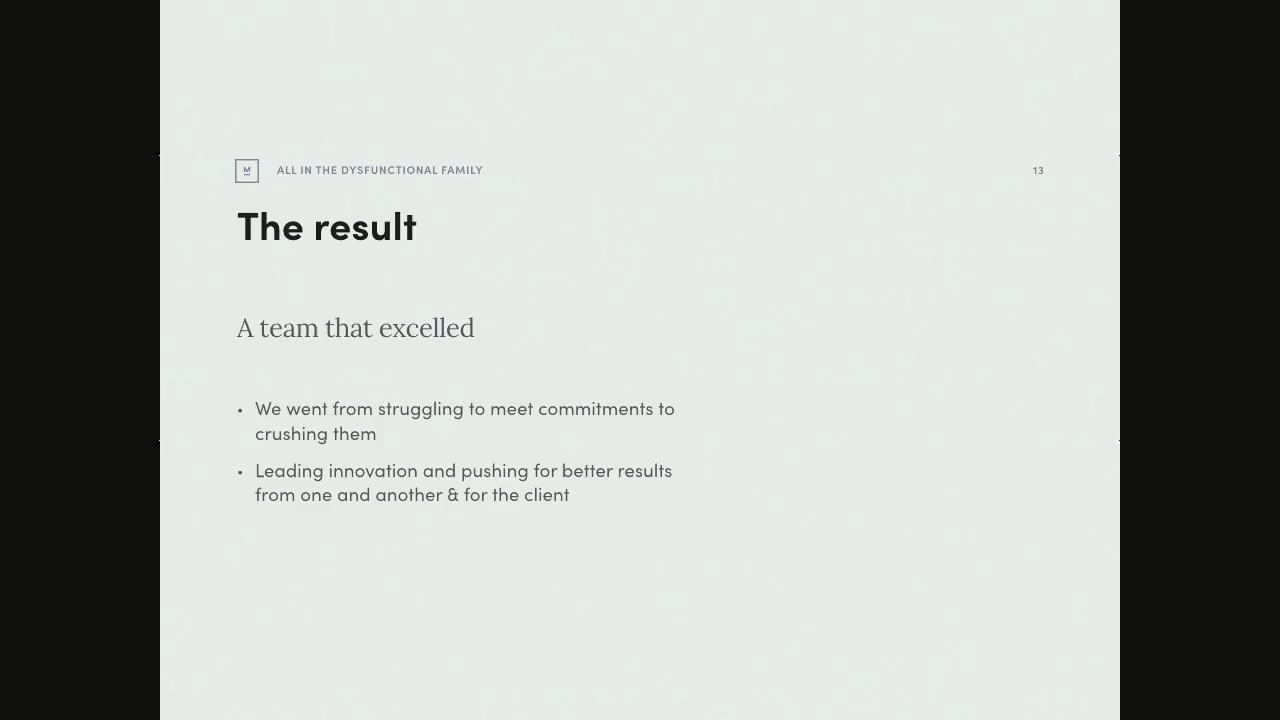 M
ALL IN THE DYSFUNCTIONAL FAMILY
13
The result
A team that excelled
• We went from struggling to meet commitments to
crushing them
• Leading innovation and pushing for better results
from one and another & for the client